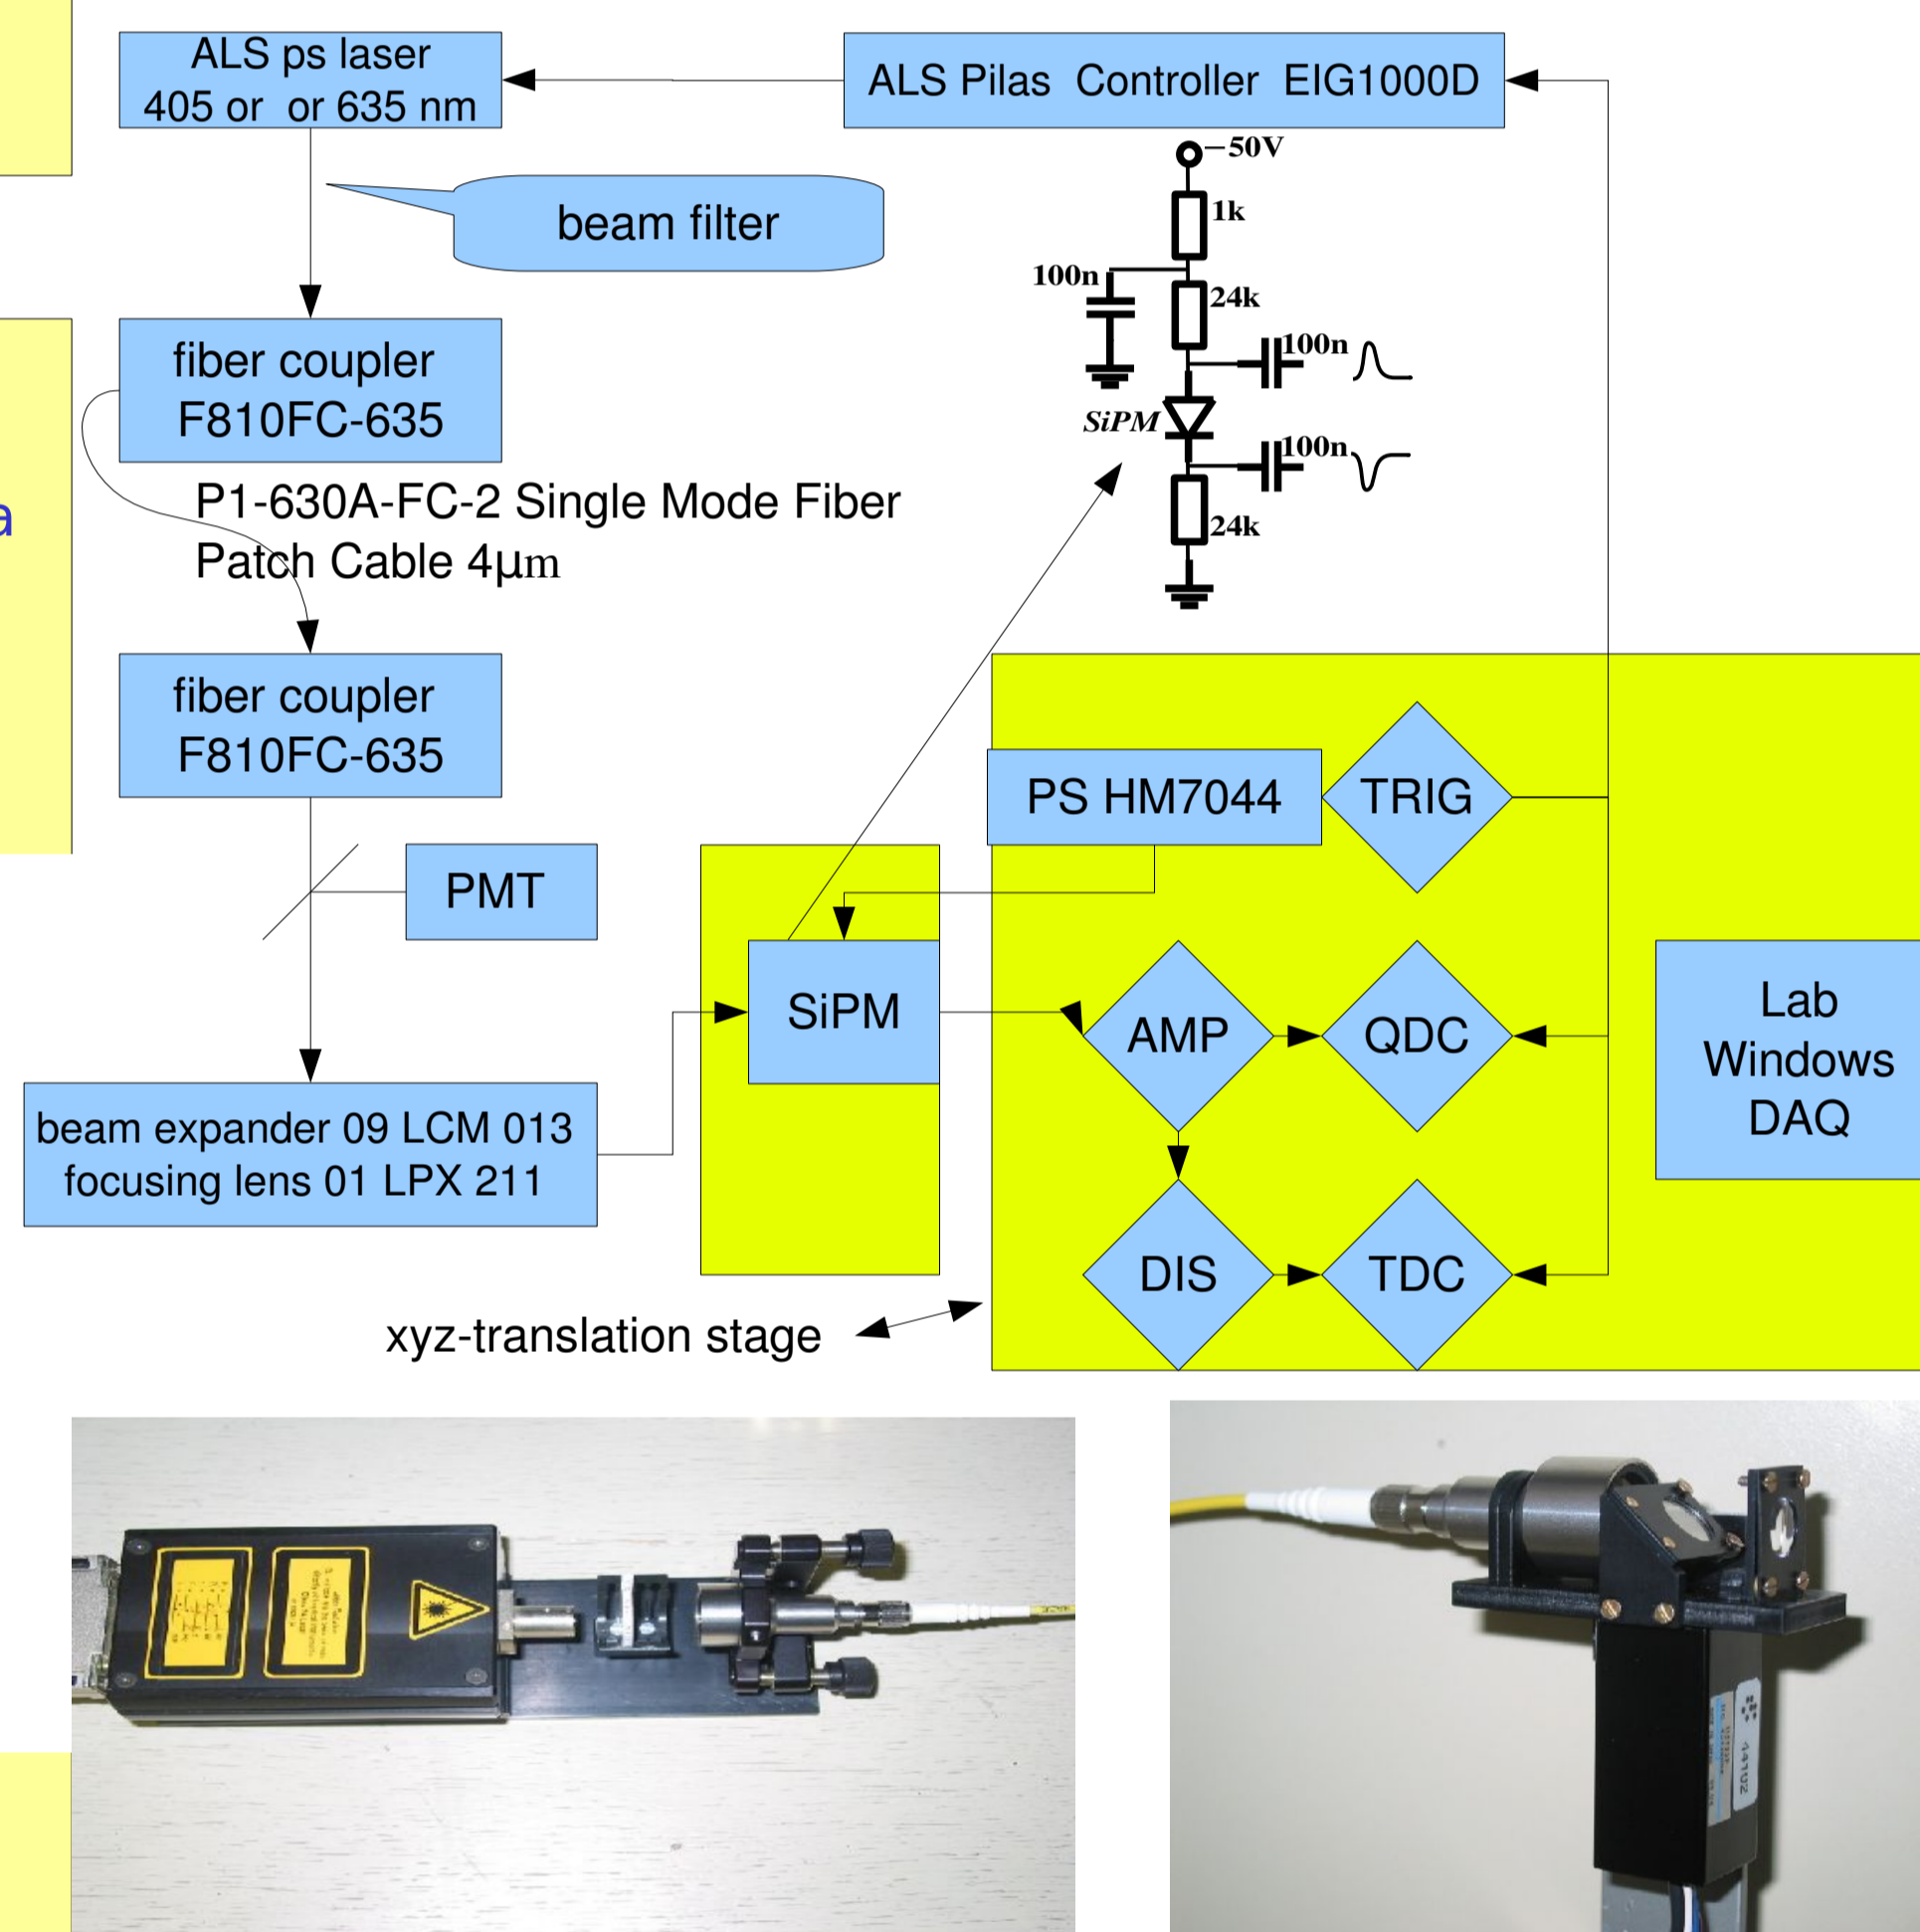 ALS ps laser
405 or  or 635 nm
ALS Pilas  Controller  EIG1000D
beam filter
–50V
1k
100n
24k
100n
SiPM
100n
24k
fiber coupler
F810FC-635
a
P1-630A-FC-2 Single Mode Fiber
Patch Cable 4µm
fiber coupler
F810FC-635
PS HM7044
TRIG
PMT
SiPM
AMP
QDC
Lab
Windows
DAQ
beam expander 09 LCM 013
focusing lens 01 LPX 211
DIS
TDC
xyz-translation stage